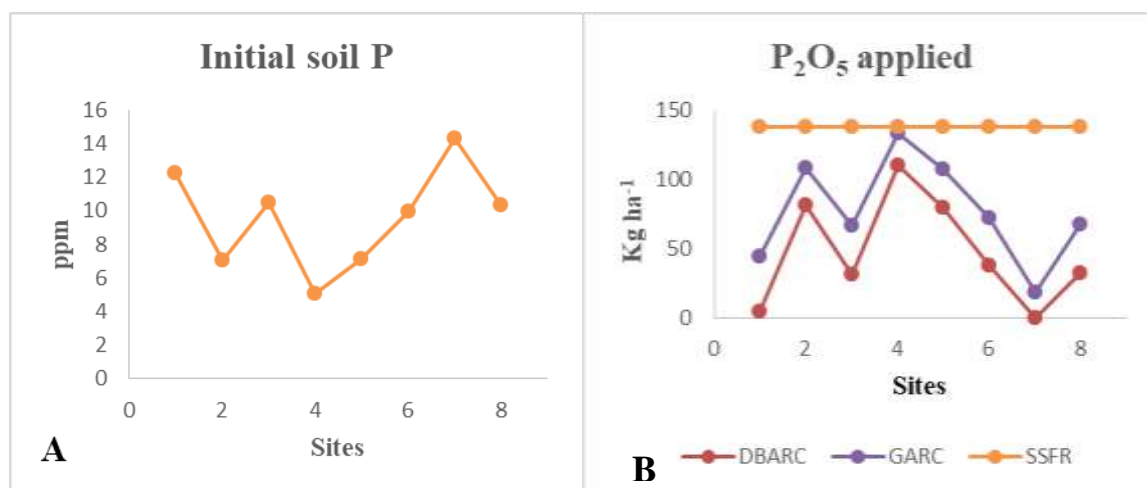 Initial soil P
16
14
12
10
8
6
4
2
0
ppm
0 2 4 6 8
Sites
A
P₂O₅ applied
150
100
50
0
Kg ha⁻¹
0 2 4 6 8
Sites
B
DBARC GARC SSFR